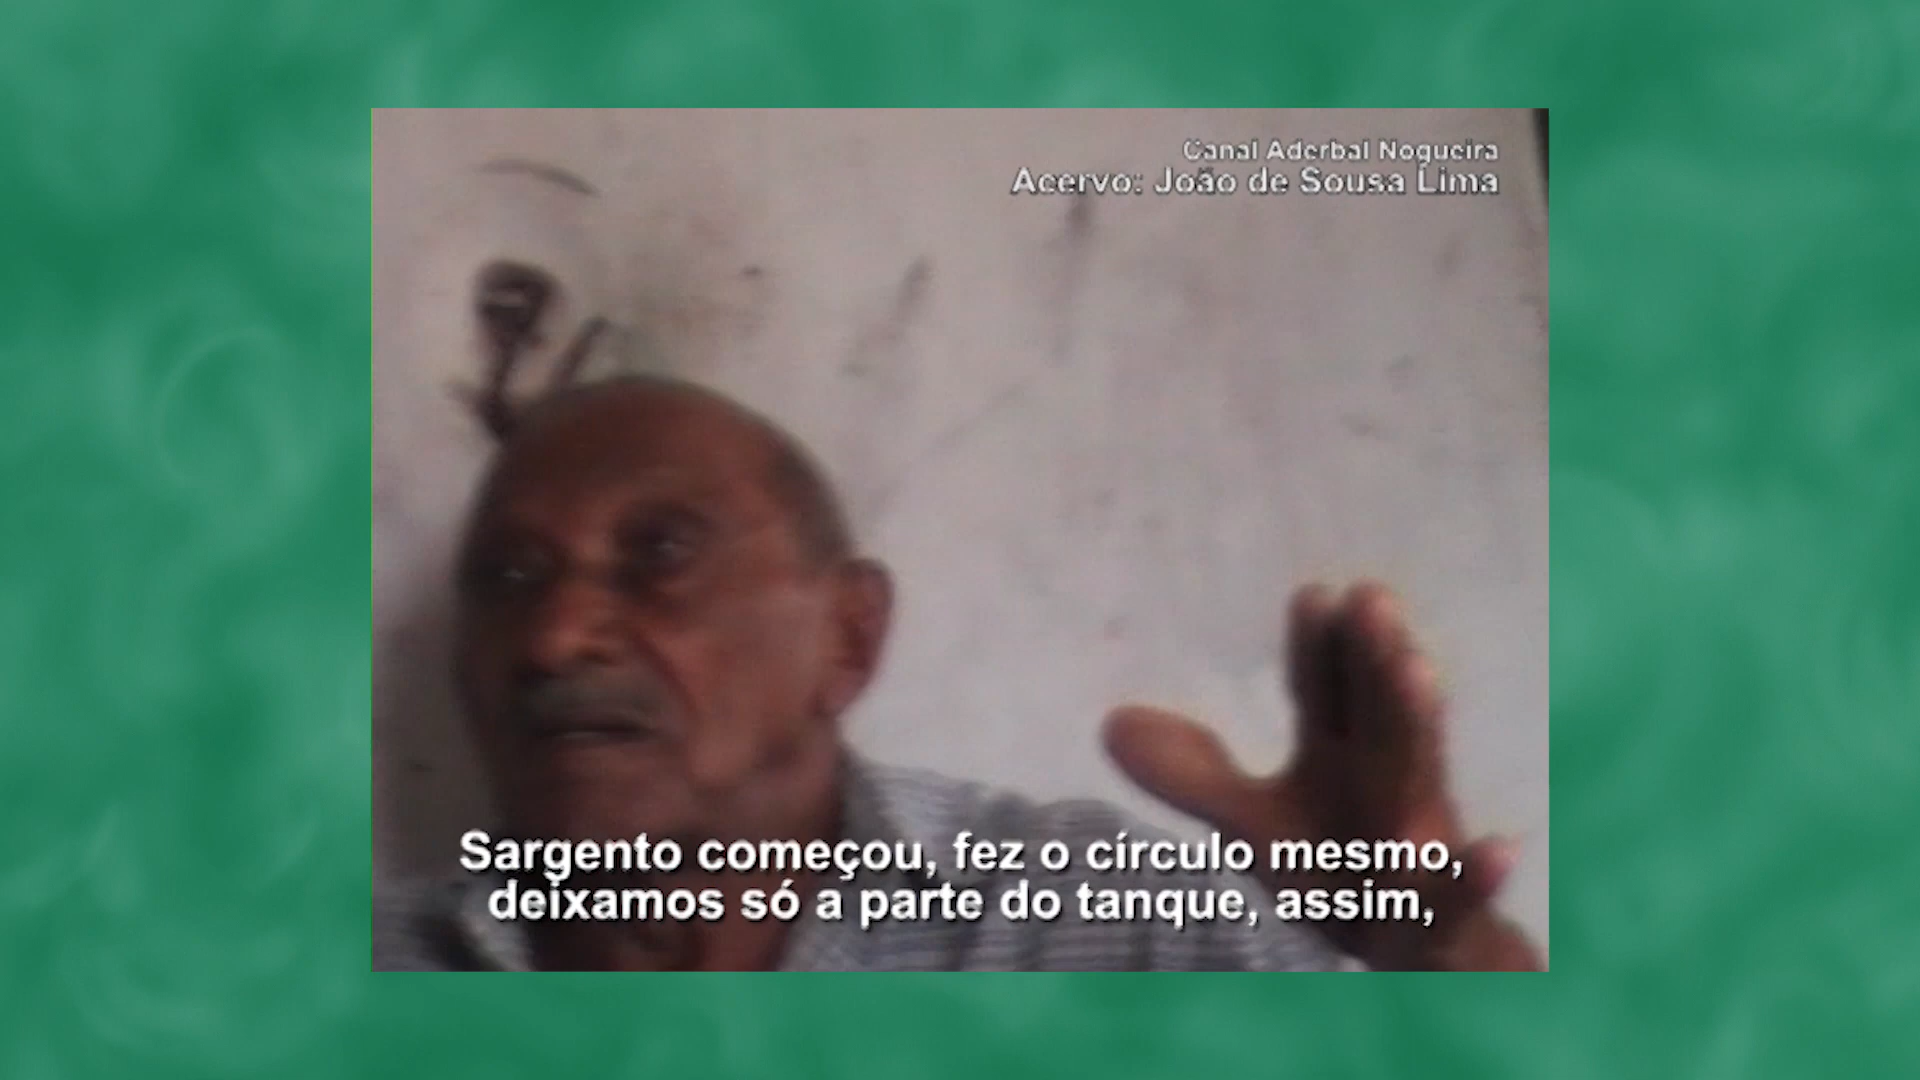 Canal Aderbal Nogueira
Acervo: João de Sousa Lima
Sargento começou, fez o círculo mesmo,
deixamos só a parte do tanque, assim,